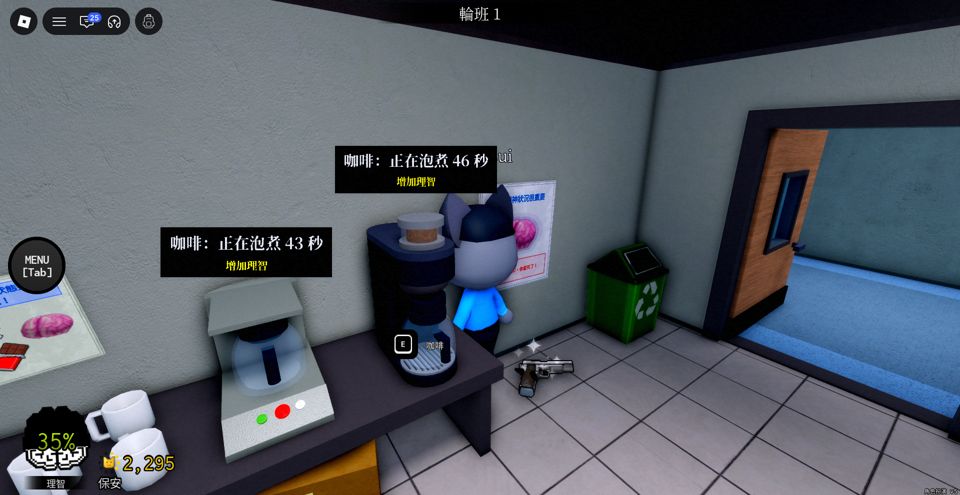 25
輪班 1
ui
咖啡: 正在泡煮 46 秒
增加理智
咖啡: 正在泡煮 43 秒
增加理智
MENU
[Tab]
E
咖啡
35%
理智
2,295
保安